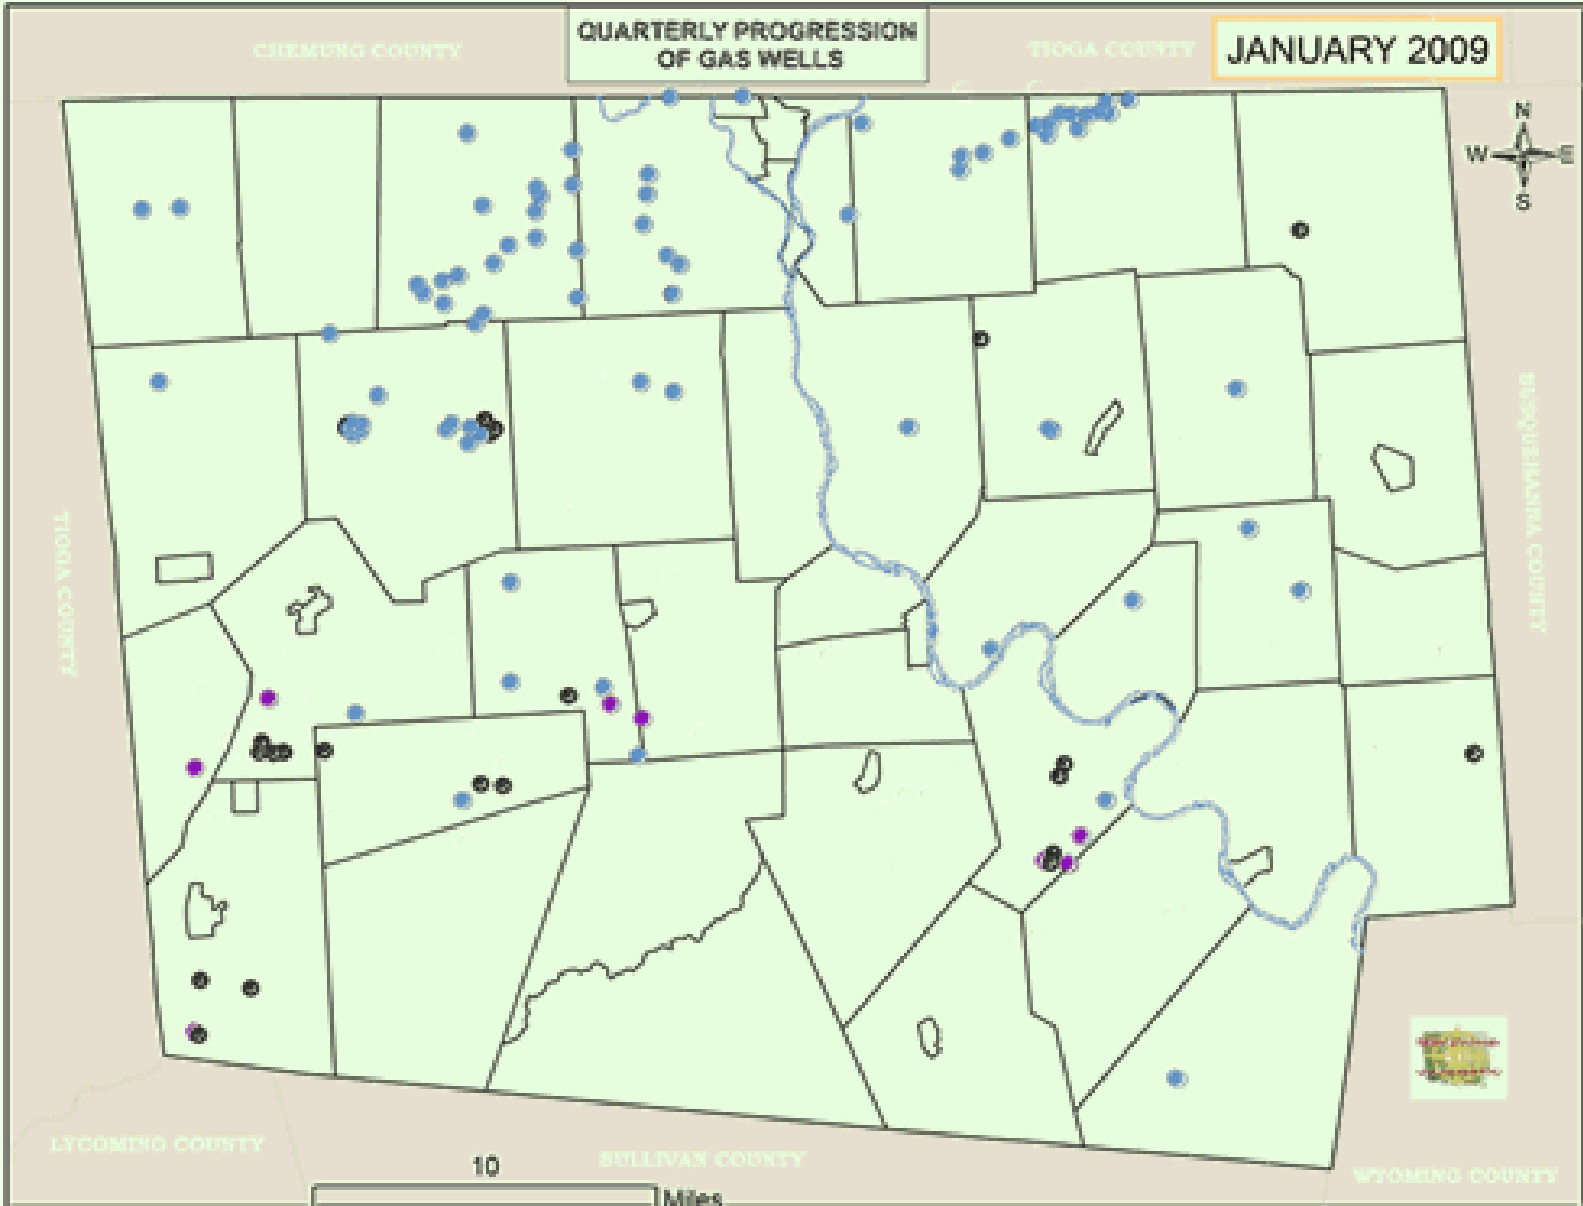 QUARTERLY PROGRESSION
OF GAS WELLS
CHEMUNG COUNTY
TIOGA COUNTY
JANUARY 2009
N
W E
S
TIOGA COUNTY
SUSQUEHANNA COUNTY
LYCOMING COUNTY
SULLIVAN COUNTY
WYOMING COUNTY
10
Miles